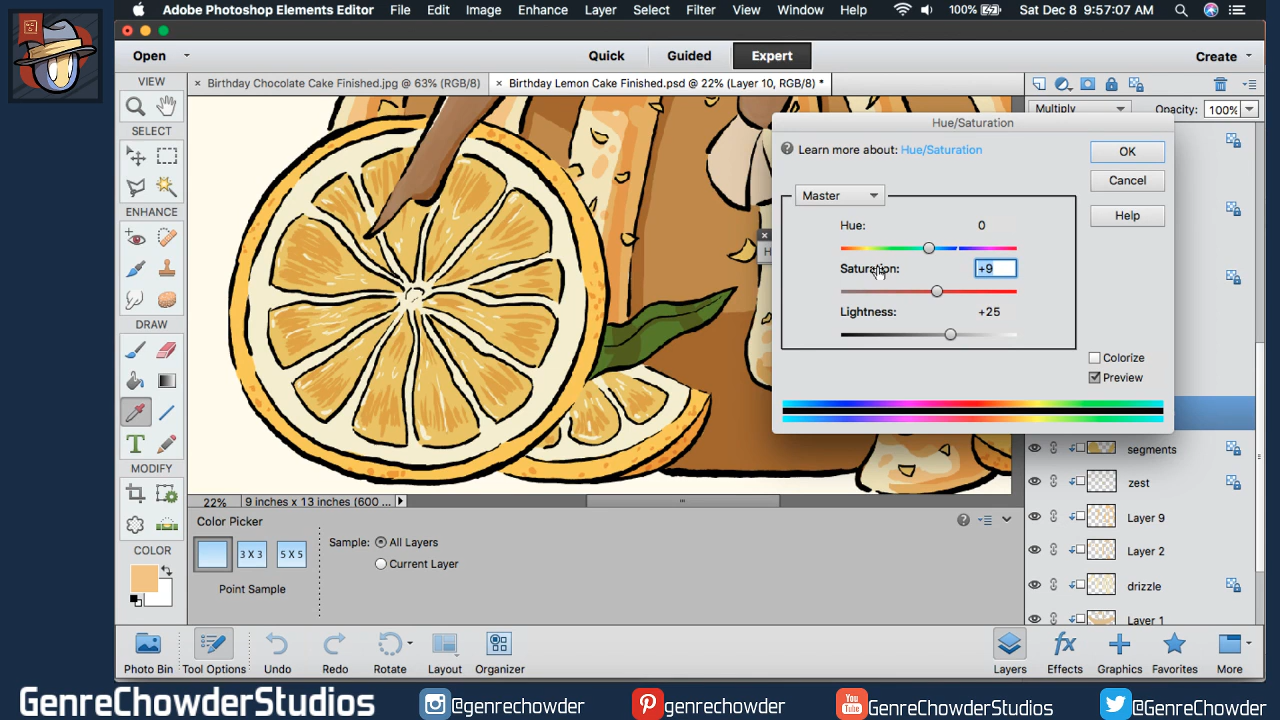 Adobe Photoshop Elements Editor File Edit Image Enhance Layer Select Filter View Window Help 100% Sat Dec 8 9:57:07 AM
Open Quick Guided Expert Create
VIEW
Birthday Chocolate Cake Finished.jpg @ 63% (RGB/8) Birthday Lemon Cake Finished.psd @ 22% (Layer 10, RGB/8) *
Multiply Opacity: 100%
SELECT
ENHANCE
DRAW
MODIFY
COLOR
Hue/Saturation
Learn more about: Hue/Saturation
OK
Cancel
Help
Master
Hue: 0
Saturation: +9
Lightness: +25
Colorize
Preview
segments
zest
Layer 9
Layer 2
drizzle
Layer 1
22% 9 inches x 13 inches (600 ...
Color Picker
3 X 3 5 X 5
Point Sample
Sample: All Layers
Current Layer
Photo Bin Tool Options Undo Redo Rotate Layout Organizer Layers Effects Graphics Favorites More
GenreChowderStudios @genrechowder genrechowder GenreChowderStudios @GenreChowder